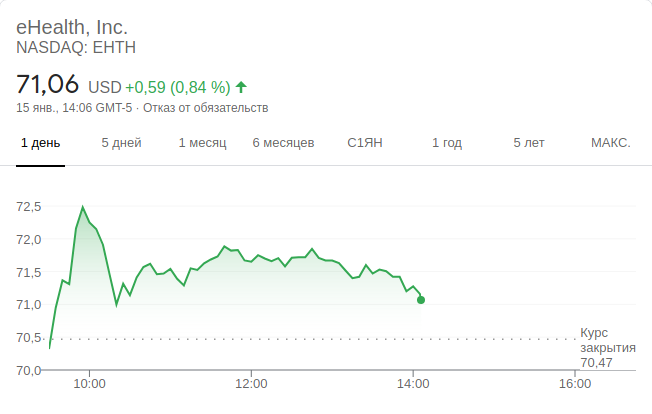 eHealth, Inc.
NASDAQ: EHTH
71,06 USD +0,59 (0,84 %)
15 янв., 14:06 GMT-5 · Отказ от обязательств
1 день 5 дней 1 месяц 6 месяцев С1ЯН 1 год 5 лет МАКС.
72,5
72,0
71,5
71,0
70,5
70,0
Курс
закрытия
70,47
10:00 12:00 14:00 16:00